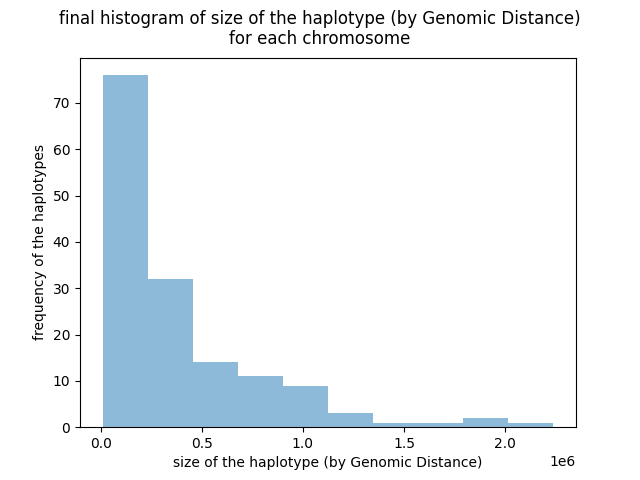 final histogram of size of the haplotype (by Genomic Distance)
for each chromosome
frequency of the haplotypes
70
60
50
40
30
20
10
0
0.0 0.5 1.0 1.5 2.0
1e6
size of the haplotype (by Genomic Distance)